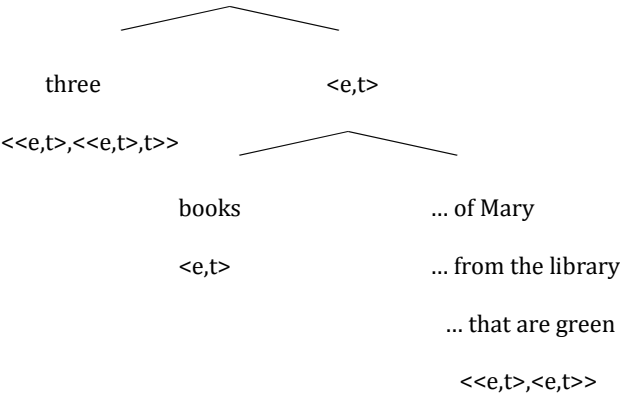 three <e,t>
<<e,t>,<<e,t>,t>>
books … of Mary
<e,t> … from the library
… that are green
<<e,t>,<e,t>>